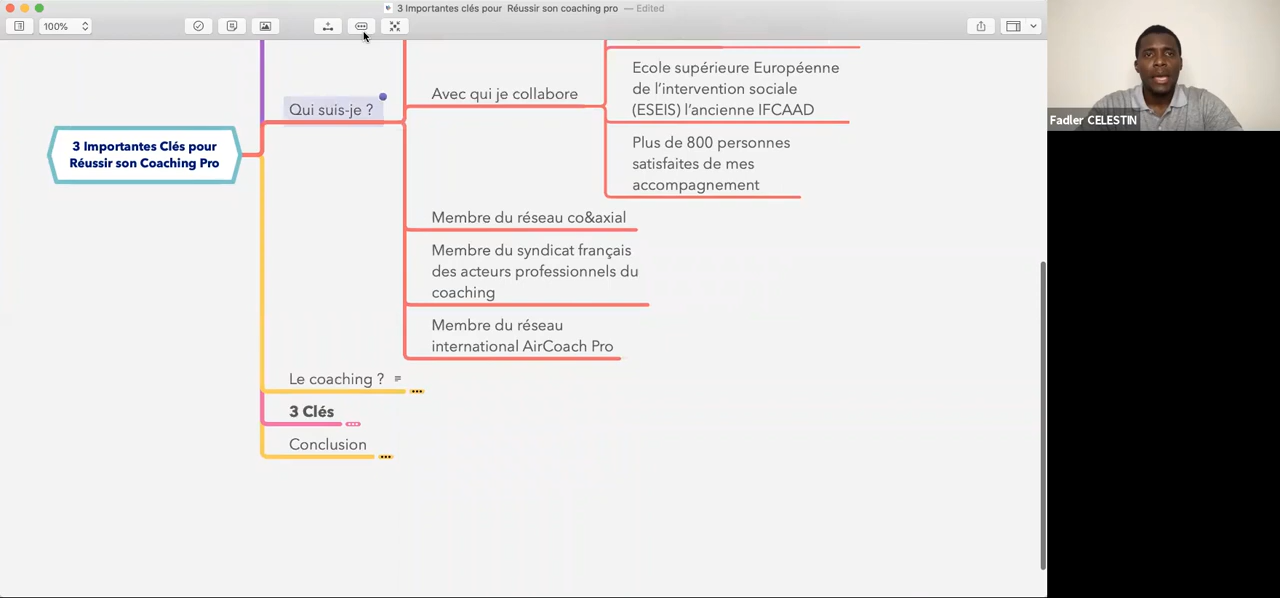 3 Importantes clés pour  Réussir son coaching pro — Edited
100%
Fadler CELESTIN
3 Importantes Clés pour
Réussir son Coaching Pro
Qui suis-je ?
Avec qui je collabore
Ecole supérieure Européenne
de l’intervention sociale
(ESEIS) l’ancienne IFCAAD
Plus de 800 personnes
satisfaites de mes
accompagnement
Membre du réseau co&axial
Membre du syndicat français
des acteurs professionnels du
coaching
Membre du réseau
international AirCoach Pro
Le coaching ?
3 Clés
Conclusion